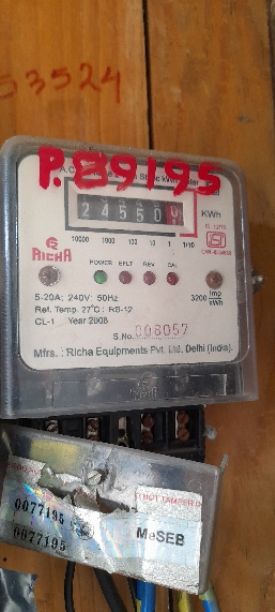 53524
P.89195
24550
KWh
10000 1000 100 10 1 1/10
RICHA
POWER EFLT REV CAL
5-20A: 240V: 50Hz
3200 imp/kWh
Ref. Temp. 27°C : RS-12
CL-1 Year 2008
S.No. 008057
Mfrs. : Richa Equipments Pvt. Ltd. Delhi (India).
0077195
MeSEB
0077195